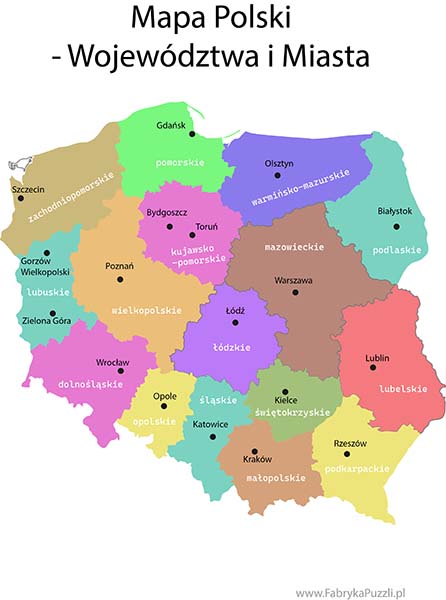 Mapa Polski
- Województwa i Miasta
Gdańsk
pomorskie
Olsztyn
warmińsko-mazurskie
Szczecin
zachodniopomorskie
Bydgoszcz
Toruń
kujawsko
-pomorskie
Białystok
podlaskie
mazowieckie
Gorzów
Wielkopolski
lubuskie
Zielona Góra
Poznań
wielkopolskie
Warszawa
Łódź
łódzkie
Wrocław
dolnośląskie
Lublin
lubelskie
Opole
opolskie
śląskie
Katowice
Kielce
świętokrzyskie
Kraków
małopolskie
Rzeszów
podkarpackie
www.FabrykaPuzzli.pl